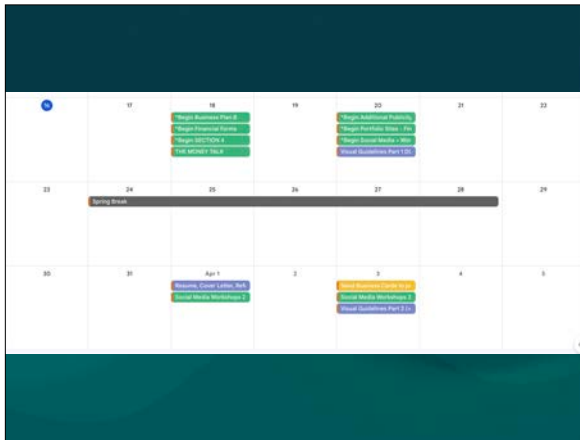 16 17 18 19 20 21 22
*Begin Business Plan B
*Begin Financial Forms
*Begin SECTION 4
THE MONEY TALK
*Begin Additional Publicity
*Begin Portfolio Sites - Fin
*Begin Social Media + Wor
Visual Guidelines Part 1
23 24 25 26 27 28 29
Spring Break
30 31 Apr 1 2 3 4 5
Resume, Cover Letter, Refe
Social Media Workshops 2
Send Business Cards to pr
Social Media Workshops 3
Visual Guidelines Part 2